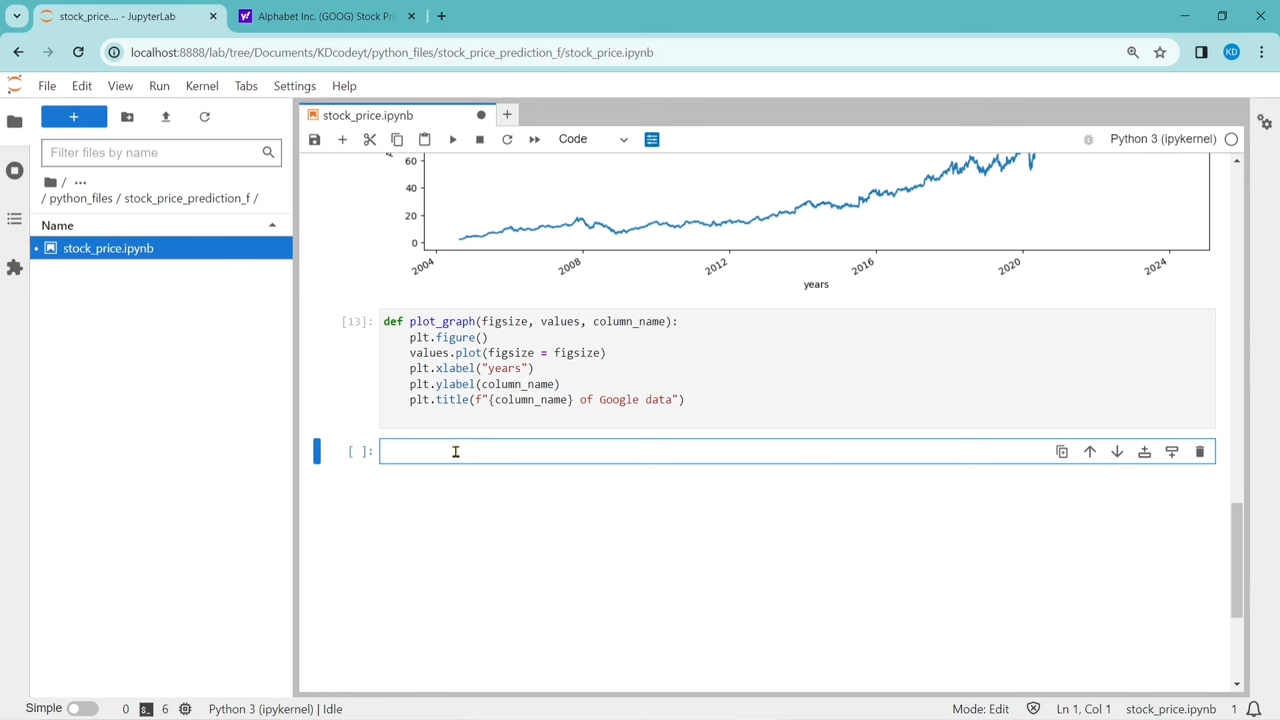 stock_price.... - JupyterLab
Alphabet Inc. (GOOG) Stock Pri
localhost:8888/lab/tree/Documents/KDcodeyt/python_files/stock_price_prediction_f/stock_price.ipynb
KD
File Edit View Run Kernel Tabs Settings Help
stock_price.ipynb
Code
Python 3 (ipykernel)
Filter files by name
/ ...
/ python_files / stock_price_prediction_f /
Name
stock_price.ipynb
60
40
20
0
2004 2008 2012 2016 2020 2024
years
[13]: def plot_graph(figsize, values, column_name):
plt.figure()
values.plot(figsize = figsize)
plt.xlabel("years")
plt.ylabel(column_name)
plt.title(f"{column_name} of Google data")
[ ]:
Simple 0 6 Python 3 (ipykernel) | Idle Mode: Edit Ln 1, Col 1 stock_price.ipynb 1